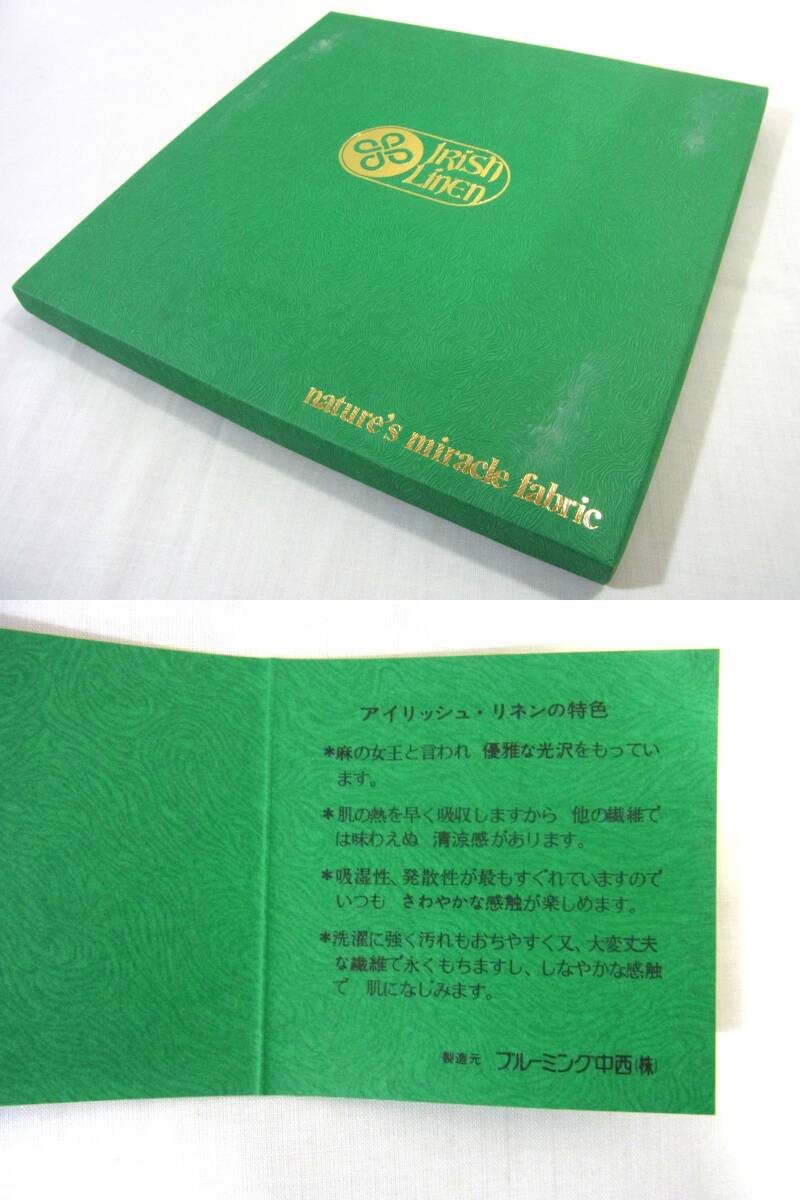 IRISH
LINEN
nature's miracle fabric
アイリッシュ・リネンの特色
*麻の女王と言われ 優雅な光沢をもってい
ます。
*肌の熱を早く吸収しますから 他の繊維で
は味わえぬ 清涼感があります。
*吸湿性、発散性が最もすぐれていますので
いつも さわやかな感触が楽しめます。
*洗濯に強く汚れもおちやすく又、大変丈夫
な繊維で永くもちますし、しなやかな感触
で 肌になじみます。
製造元 ブルーミング中西(株)